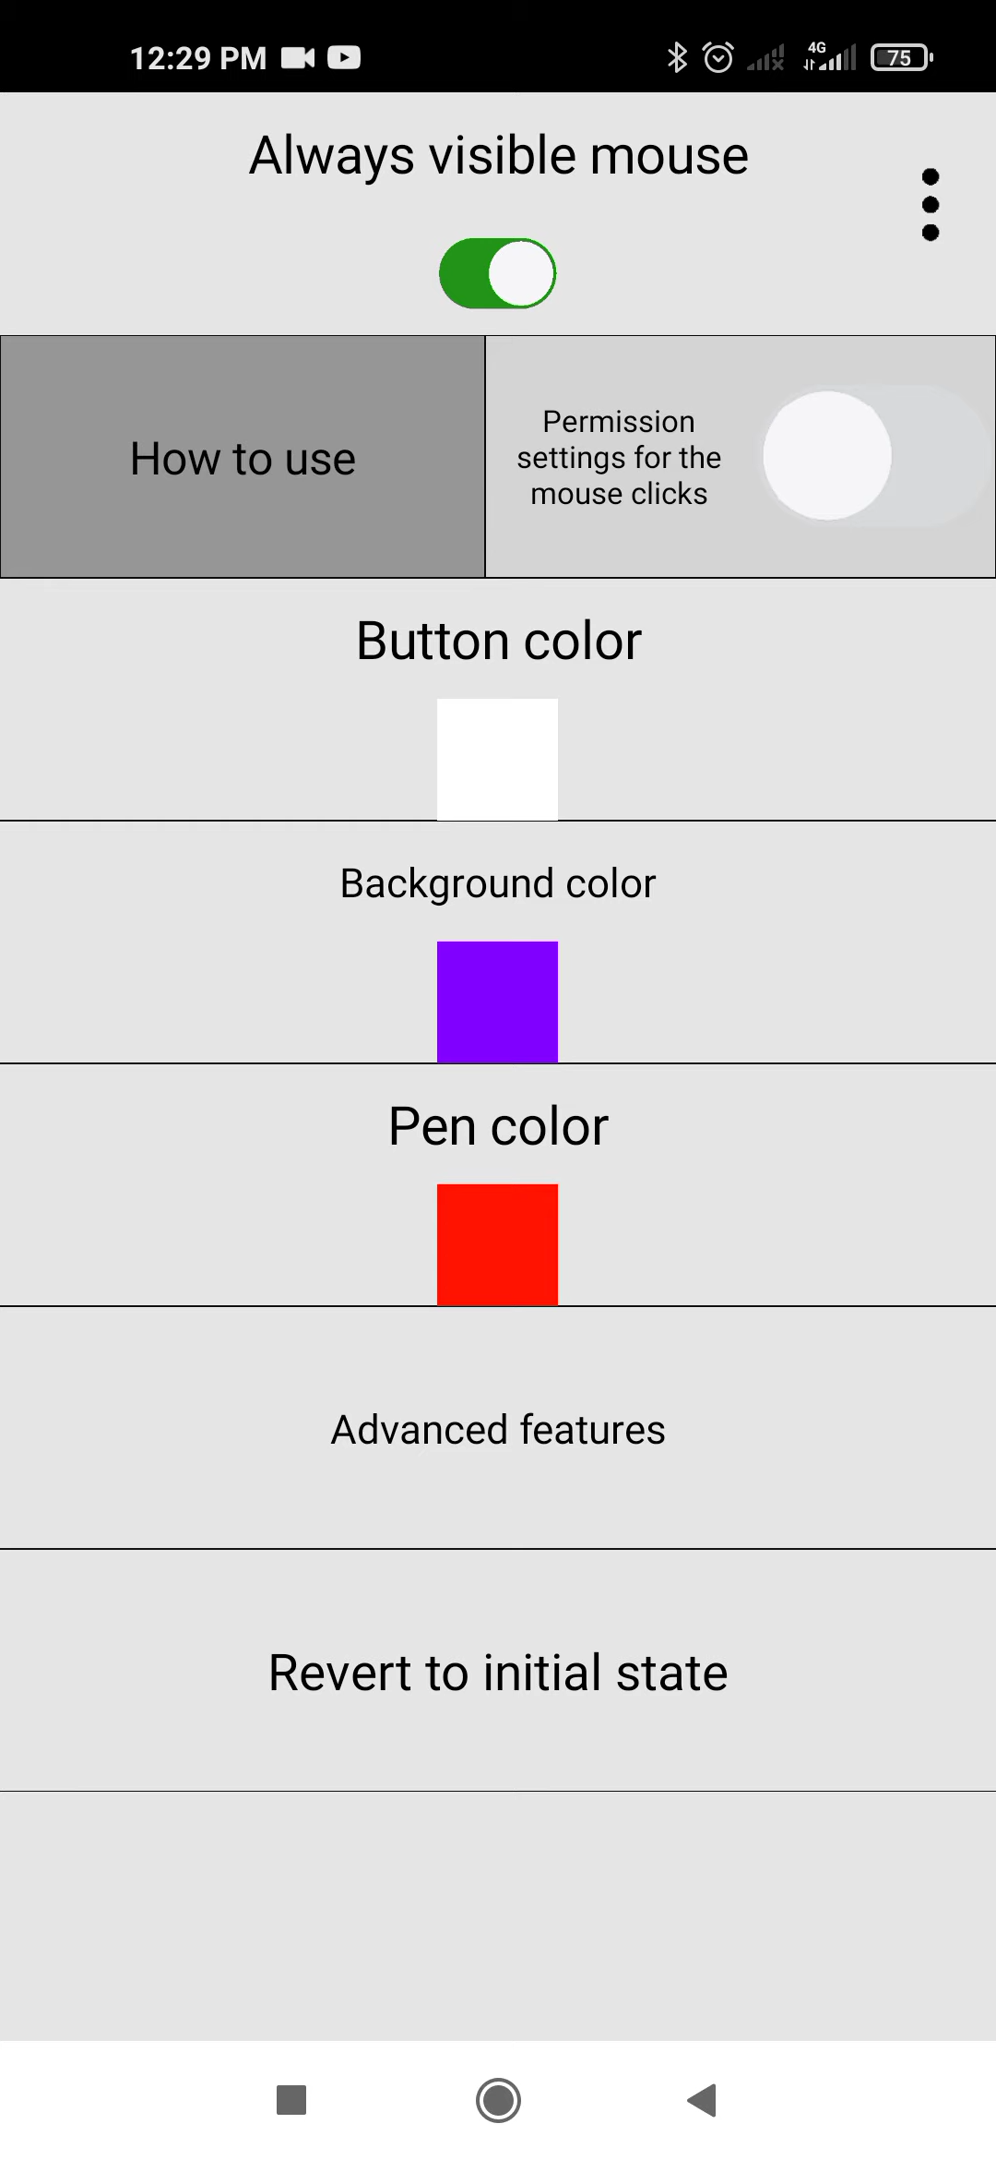 12:29 PM
4G
75
Always visible mouse
How to use
Permission
settings for the
mouse clicks
Button color
Background color
Pen color
Advanced features
Revert to initial state